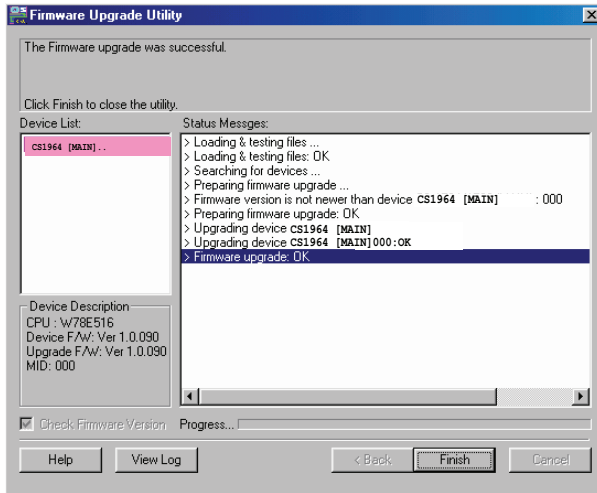 Firmware Upgrade Utility
The Firmware upgrade was successful.
Click Finish to close the utility.
Device List:
Status Messges:
CS1964 [MAIN]..
> Loading & testing files ...
> Loading & testing files: OK
> Searching for devices ...
> Preparing firmware upgrade ...
> Firmware version is not newer than device CS1964 [MAIN] : 000
> Preparing firmware upgrade: OK
> Upgrading device CS1964 [MAIN]
> Upgrading device CS1964 [MAIN]000:OK
> Firmware upgrade: OK
Device Description
CPU : W78E516
Device F/W: Ver 1.0.090
Upgrade F/W: Ver 1.0.090
MID: 000
Check Firmware Version
Progress...
Help
View Log
< Back
Finish
Cancel